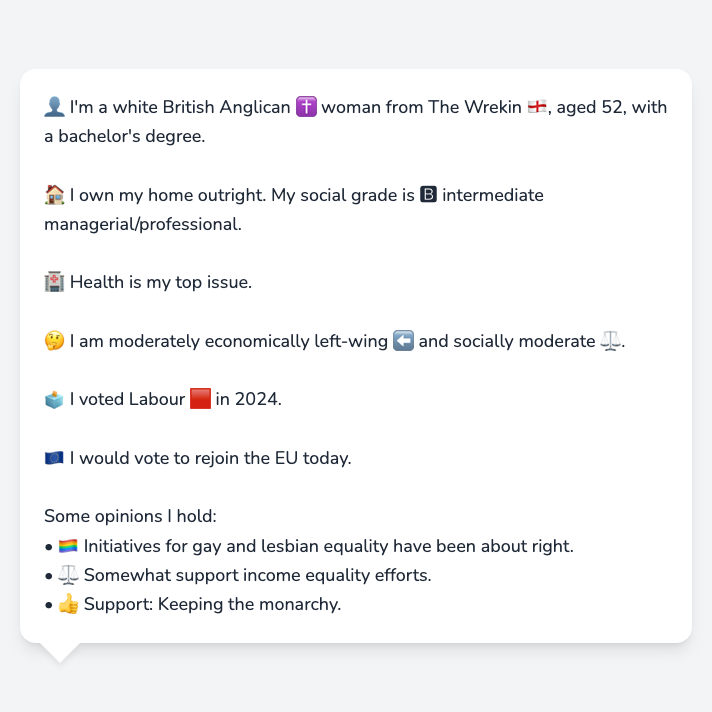 👤 I'm a white British Anglican ✝️ woman from The Wrekin 🏴󠁧󠁢󠁥󠁮󠁧󠁿, aged 52, with
a bachelor's degree.
🏠 I own my home outright. My social grade is 🅱 intermediate
managerial/professional.
🏥 Health is my top issue.
🤔 I am moderately economically left-wing ⬅️ and socially moderate ⚖️.
🗳️ I voted Labour 🟥 in 2024.
🇪🇺 I would vote to rejoin the EU today.
Some opinions I hold:
• 🏳️‍🌈 Initiatives for gay and lesbian equality have been about right.
• ⚖️ Somewhat support income equality efforts.
• 👍 Support: Keeping the monarchy.